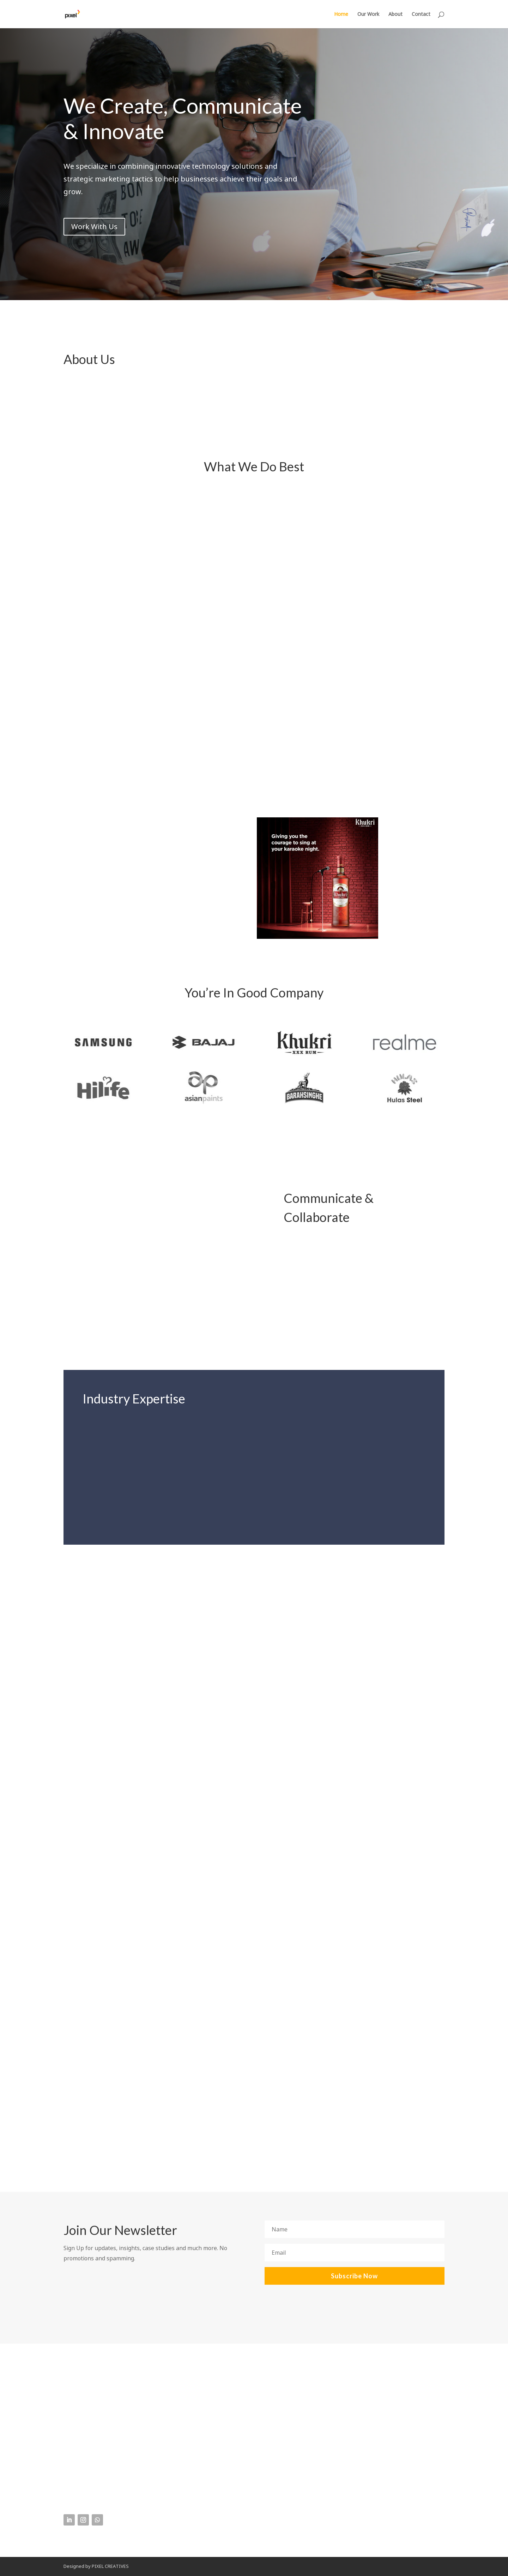 pixel
Home
Our Work
About
Contact
We Create, Communicate
& Innovate
We specialize in combining innovative technology solutions and
strategic marketing tactics to help businesses achieve their goals and
grow.
Work With Us
About Us
What We Do Best
Khukri
Giving you the
courage to sing at
your karaoke night.
Khukri
You're In Good Company
SAMSUNG
BAJAJ
Khukri
XXX RUM
realme
Hilife
asianpaints
BARAHSINGHE
HULAS
Hulas Steel
Communicate &
Collaborate
Industry Expertise
Join Our Newsletter
Sign Up for updates, insights, case studies and much more. No
promotions and spamming.
Name
Email
Subscribe Now
Designed by PIXEL CREATIVES